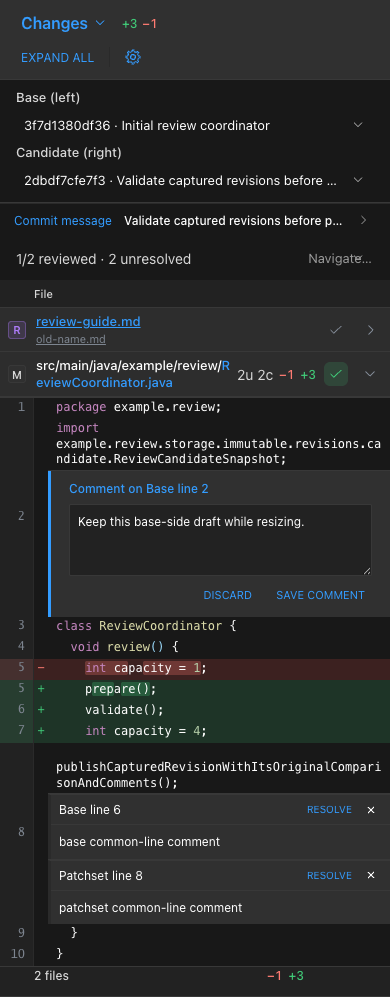 Changes +3 −1
EXPAND ALL
Base (left)
3f7d1380df36 · Initial review coordinator
Candidate (right)
2dbdf7cfe7f3 · Validate captured revisions before ...
Commit message Validate captured revisions before p...
1/2 reviewed · 2 unresolved Navigate…
File
R review-guide.md
old-name.md
M src/main/java/example/review/R
eviewCoordinator.java 2u 2c −1 +3
1 package example.review;
import
example.review.storage.immutable.revisions.ca
ndidate.ReviewCandidateSnapshot;
Comment on Base line 2
2 Keep this base-side draft while resizing.
DISCARD SAVE COMMENT
3 class ReviewCoordinator {
4 void review() {
5 − int capacity = 1;
5 + prepare();
6 + validate();
7 + int capacity = 4;
publishCapturedRevisionWithItsOriginalCompari
sonAndComments();
Base line 6 RESOLVE ×
8 base common-line comment
Patchset line 8 RESOLVE ×
patchset common-line comment
9 }
10 }
2 files −1 +3